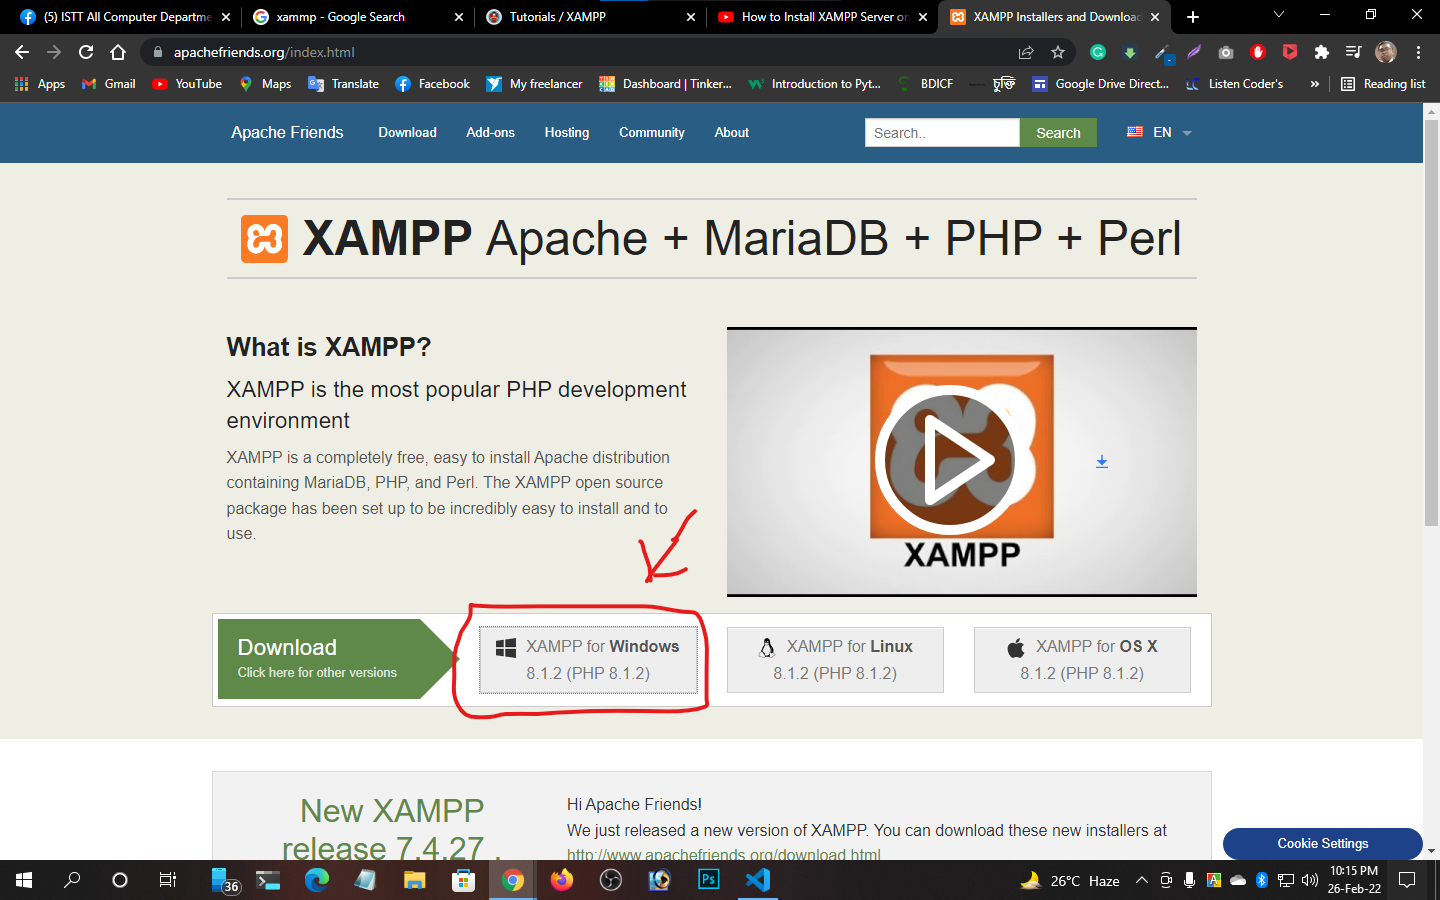 (5) ISTT All Computer Departme
xammp - Google Search
Tutorials / XAMPP
How to Install XAMPP Server or
XAMPP Installers and Download
apachefriends.org/index.html
Apps
Gmail
YouTube
Maps
Translate
Facebook
My freelancer
Dashboard | Tinker...
Introduction to Pyt...
BDICF
চুক্তি
Google Drive Direct...
Listen Coder's
»
Reading list
Apache Friends
Download
Add-ons
Hosting
Community
About
Search..
Search
EN
XAMPP Apache + MariaDB + PHP + Perl
What is XAMPP?
XAMPP is the most popular PHP development
environment
XAMPP is a completely free, easy to install Apache distribution
containing MariaDB, PHP, and Perl. The XAMPP open source
package has been set up to be incredibly easy to install and to
use.
XAMPP
Download
Click here for other versions
XAMPP for Windows
8.1.2 (PHP 8.1.2)
XAMPP for Linux
8.1.2 (PHP 8.1.2)
XAMPP for OS X
8.1.2 (PHP 8.1.2)
New XAMPP
release 7.4.27 ,
Hi Apache Friends!
We just released a new version of XAMPP. You can download these new installers at
http://www.apachefriends.org/download.html
Cookie Settings
36
Ps
26°C Haze
10:15 PM
26-Feb-22